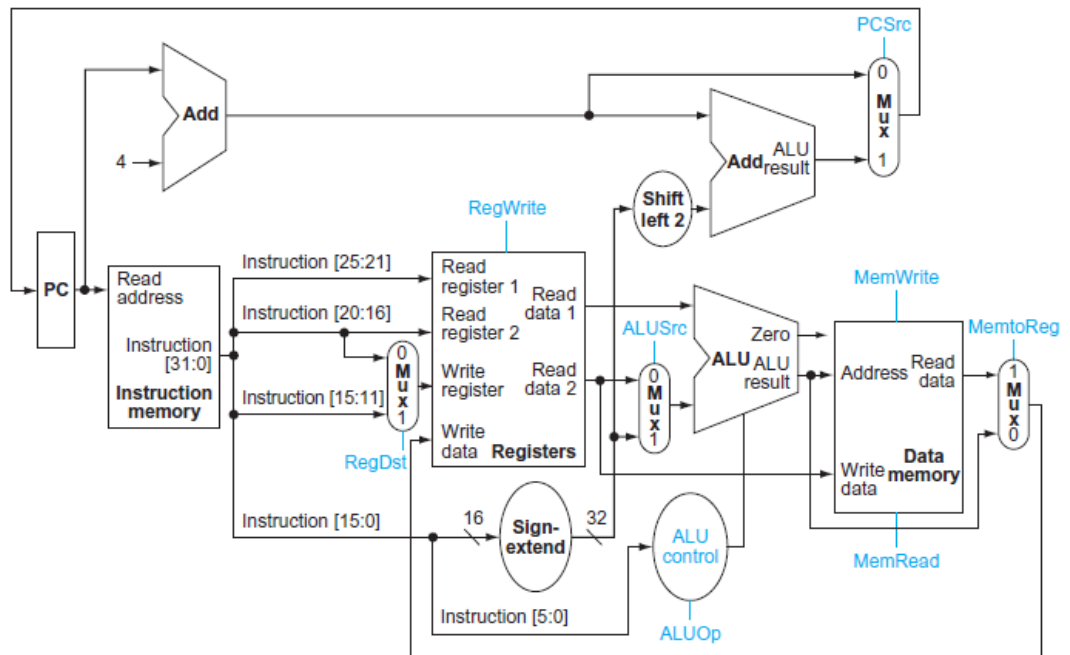 PCSrc
0
Mux
1
Add
4
Add ALU
result
Shift
left 2
RegWrite
PC
Read
address
Instruction
[31:0]
Instruction
memory
Instruction [25:21]
Instruction [20:16]
Instruction [15:11]
0
Mux
1
RegDst
Read
register 1
Read
register 2
Write
register
Write
data
Read
data 1
Read
data 2
Registers
ALUSrc
0
Mux
1
Zero
ALU ALU
result
MemWrite
Address
Read
data
Write
data
Data
memory
MemRead
MemtoReg
1
Mux
0
Instruction [15:0]
16
Sign-
extend
32
ALU
control
Instruction [5:0]
ALUOp